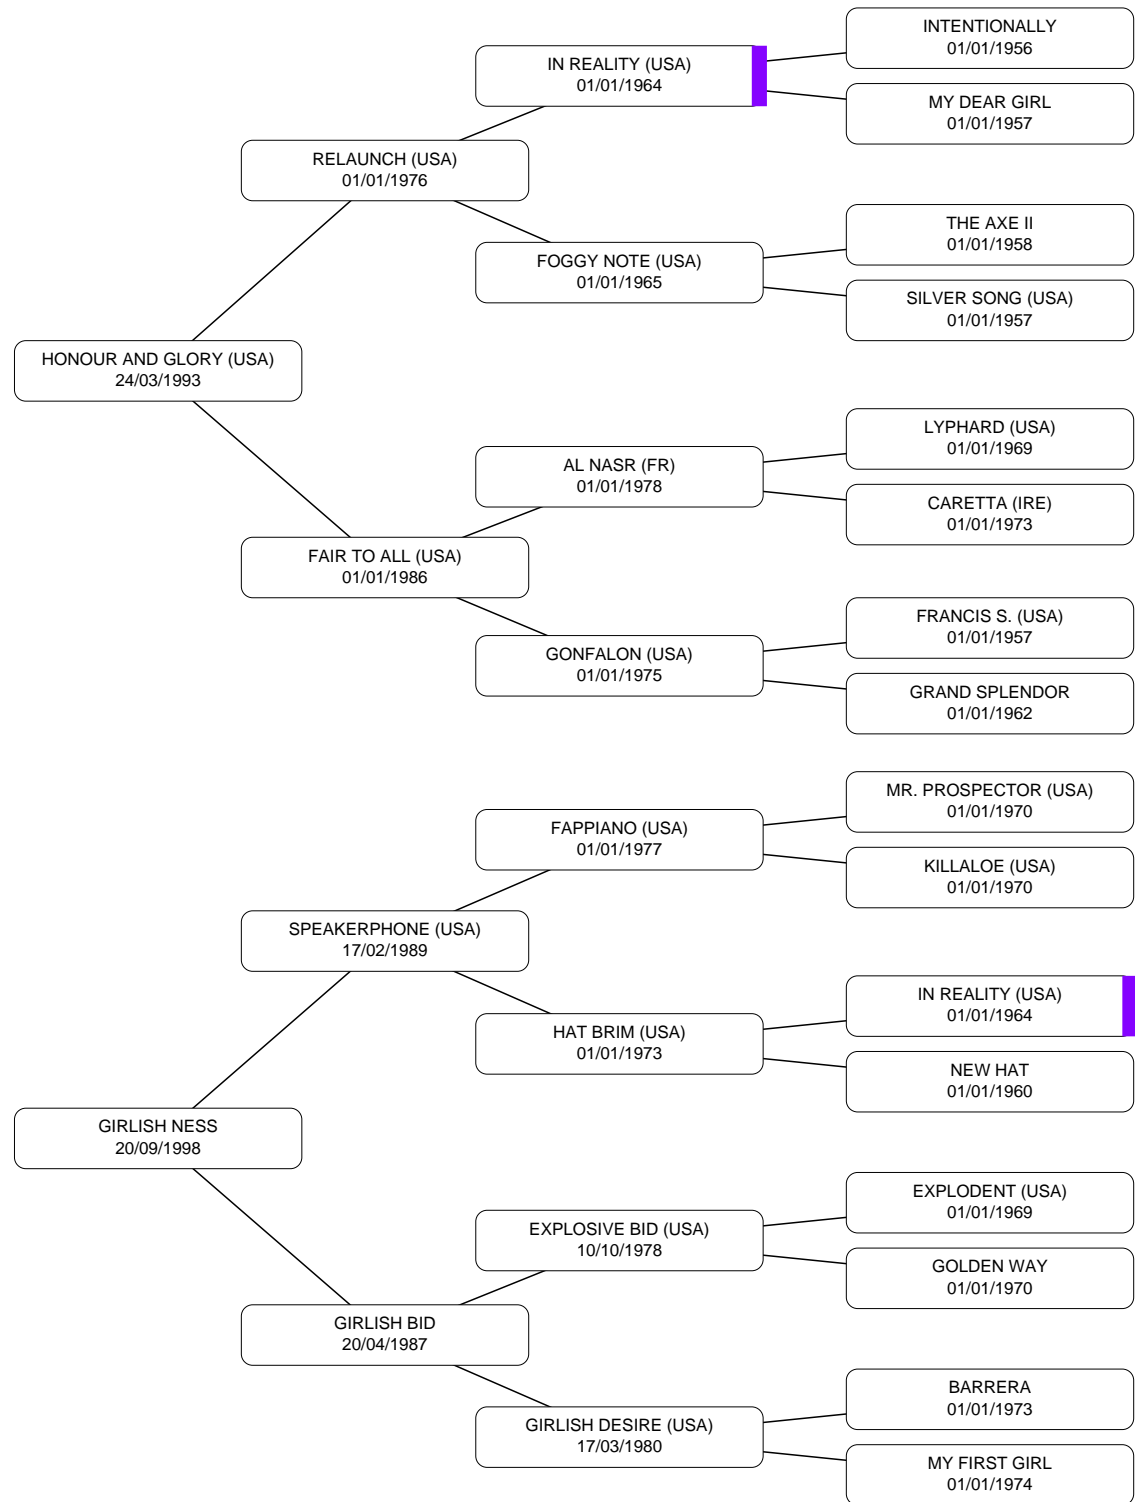 INTENTIONALLY
01/01/1956
IN REALITY (USA)
01/01/1964
MY DEAR GIRL
01/01/1957
RELAUNCH (USA)
01/01/1976
THE AXE II
01/01/1958
FOGGY NOTE (USA)
01/01/1965
SILVER SONG (USA)
01/01/1957
HONOUR AND GLORY (USA)
24/03/1993
LYPHARD (USA)
01/01/1969
AL NASR (FR)
01/01/1978
CARETTA (IRE)
01/01/1973
FAIR TO ALL (USA)
01/01/1986
FRANCIS S. (USA)
01/01/1957
GONFALON (USA)
01/01/1975
GRAND SPLENDOR
01/01/1962
MR. PROSPECTOR (USA)
01/01/1970
FAPPIANO (USA)
01/01/1977
KILLALOE (USA)
01/01/1970
SPEAKERPHONE (USA)
17/02/1989
IN REALITY (USA)
01/01/1964
HAT BRIM (USA)
01/01/1973
NEW HAT
01/01/1960
GIRLISH NESS
20/09/1998
EXPLODENT (USA)
01/01/1969
EXPLOSIVE BID (USA)
10/10/1978
GOLDEN WAY
01/01/1970
GIRLISH BID
20/04/1987
BARRERA
01/01/1973
GIRLISH DESIRE (USA)
17/03/1980
MY FIRST GIRL
01/01/1974